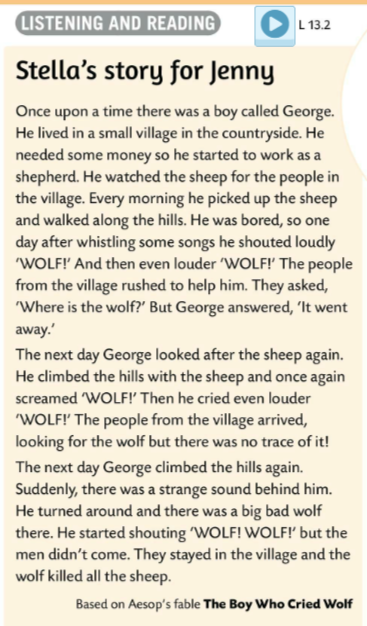 LISTENING AND READING
L 13.2
Stella's story for Jenny
Once upon a time there was a boy called George.
He lived in a small village in the countryside. He
needed some money so he started to work as a
shepherd. He watched the sheep for the people in
the village. Every morning he picked up the sheep
and walked along the hills. He was bored, so one
day after whistling some songs he shouted loudly
'WOLF!' And then even louder 'WOLF!' The people
from the village rushed to help him. They asked,
'Where is the wolf?' But George answered, 'It went
away.'
The next day George looked after the sheep again.
He climbed the hills with the sheep and once again
screamed 'WOLF!' Then he cried even louder
'WOLF!' The people from the village arrived,
looking for the wolf but there was no trace of it!
The next day George climbed the hills again.
Suddenly, there was a strange sound behind him.
He turned around and there was a big bad wolf
there. He started shouting 'WOLF! WOLF!' but the
men didn't come. They stayed in the village and the
wolf killed all the sheep.
Based on Aesop's fable The Boy Who Cried Wolf